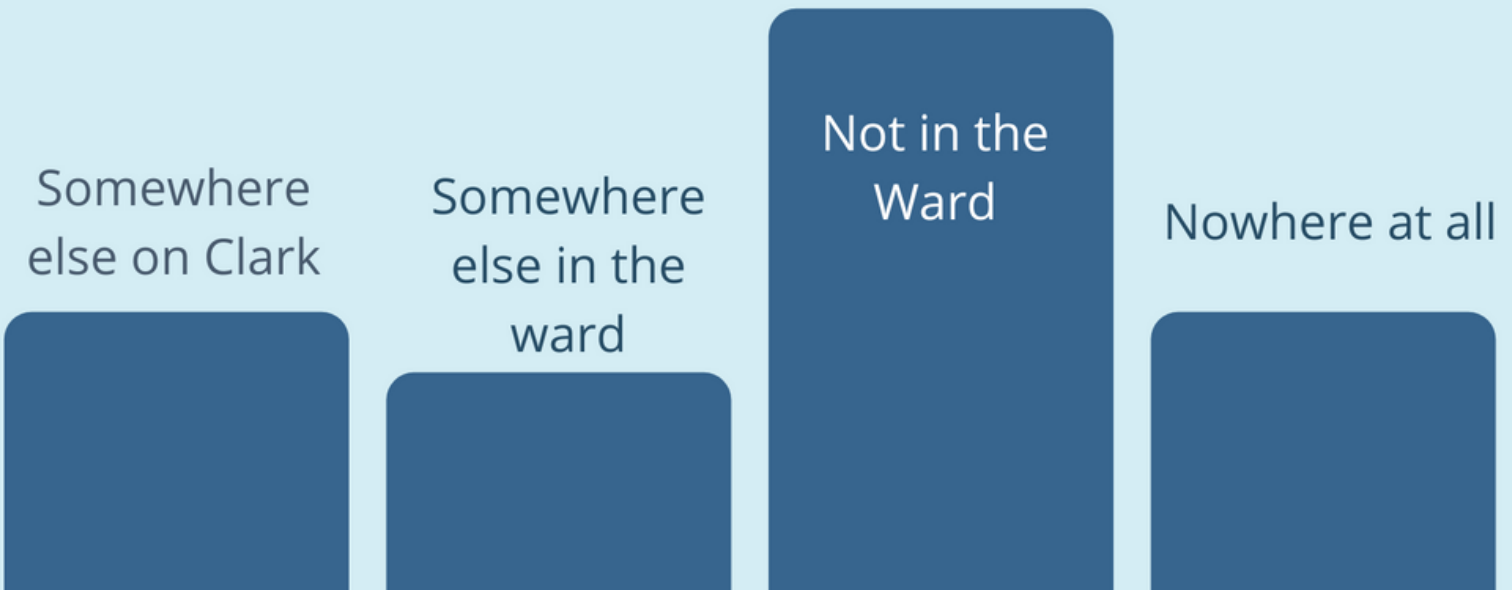 Somewhere
else on Clark
Somewhere
else in the
ward
Not in the
Ward
Nowhere at all